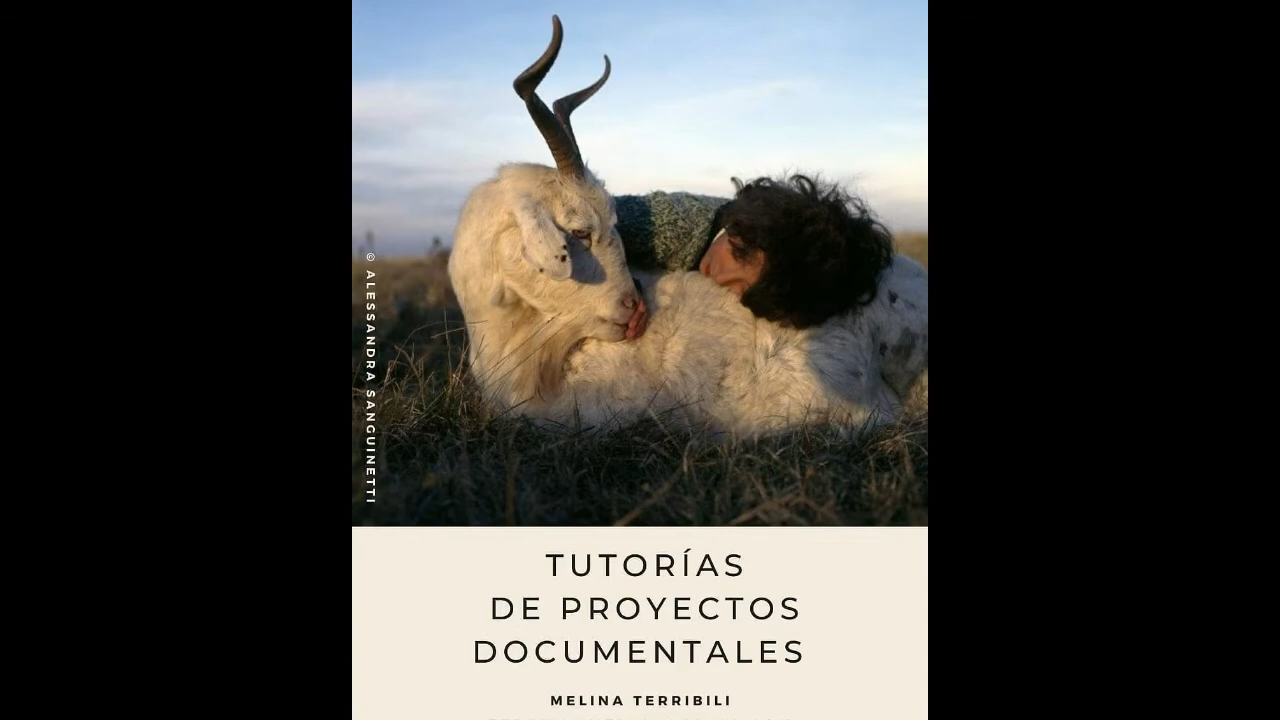 © ALESSANDRA SANGUINETTI
TUTORÍAS
DE PROYECTOS
DOCUMENTALES
MELINA TERRIBILI